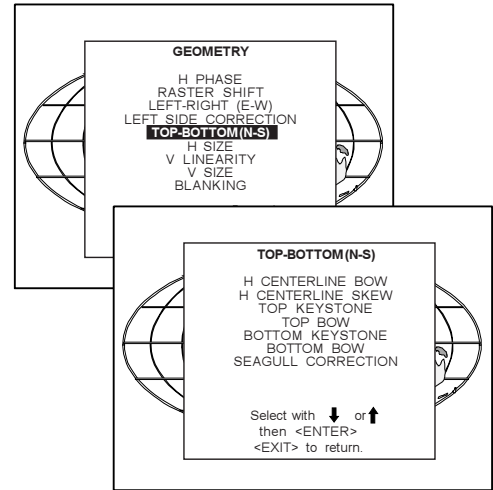 GEOMETRY
H PHASE
RASTER SHIFT
LEFT-RIGHT (E-W)
LEFT SIDE CORRECTION
TOP-BOTTOM (N-S)
H SIZE
V LINEARITY
V SIZE
BLANKING
TOP-BOTTOM (N-S)
H CENTERLINE BOW
H CENTERLINE SKEW
TOP KEYSTONE
TOP BOW
BOTTOM KEYSTONE
BOTTOM BOW
SEAGULL CORRECTION
Select with ⬇ or ⬆
then <ENTER>
<EXIT> to return.